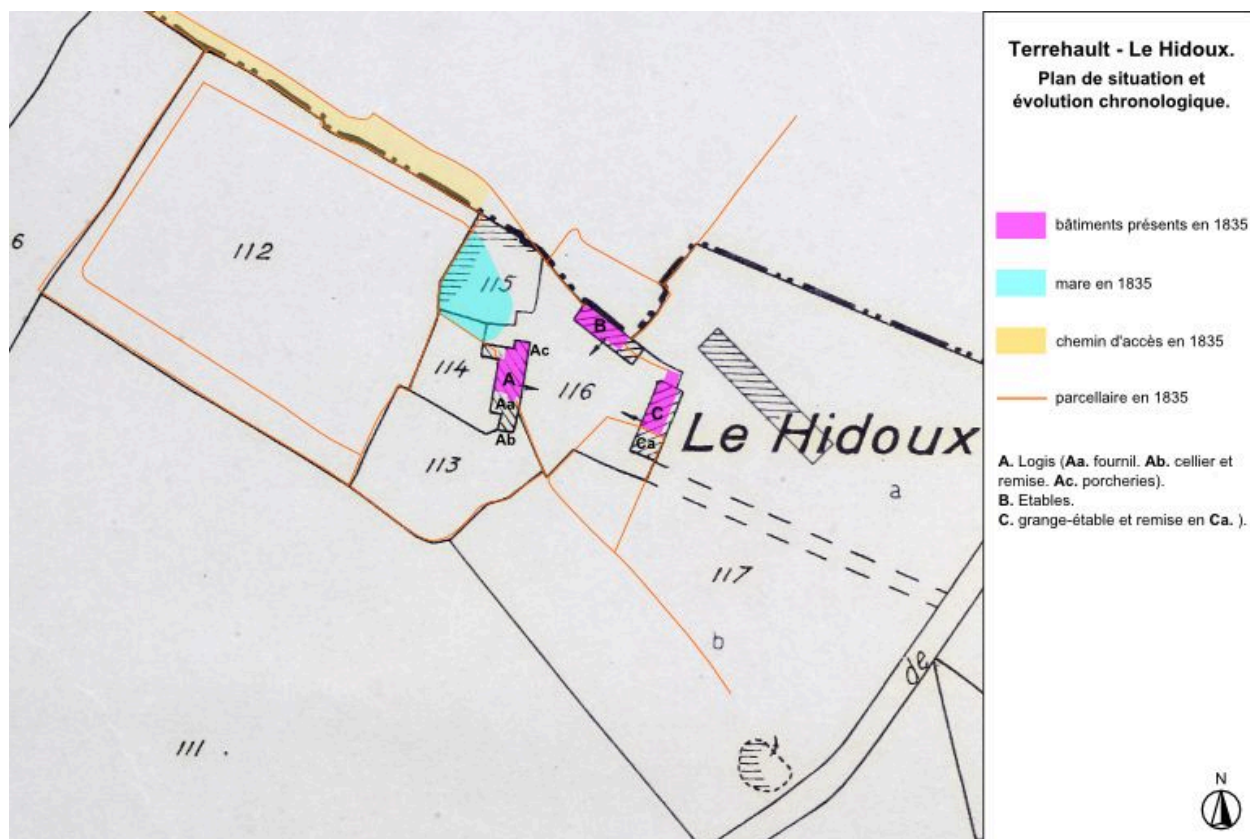 Terrehault - Le Hidoux.
Plan de situation et
évolution chronologique.
bâtiments présents en 1835
mare en 1835
chemin d'accès en 1835
parcellaire en 1835
A. Logis (Aa. fournil. Ab. cellier et
remise. Ac. porcheries).
B. Etables.
C. grange-étable et remise en Ca. ).
N
6
112
115
B
Ac
114
A
116
Aa
C
Ab
Ca
Le Hidoux
113
a
117
b
de
111